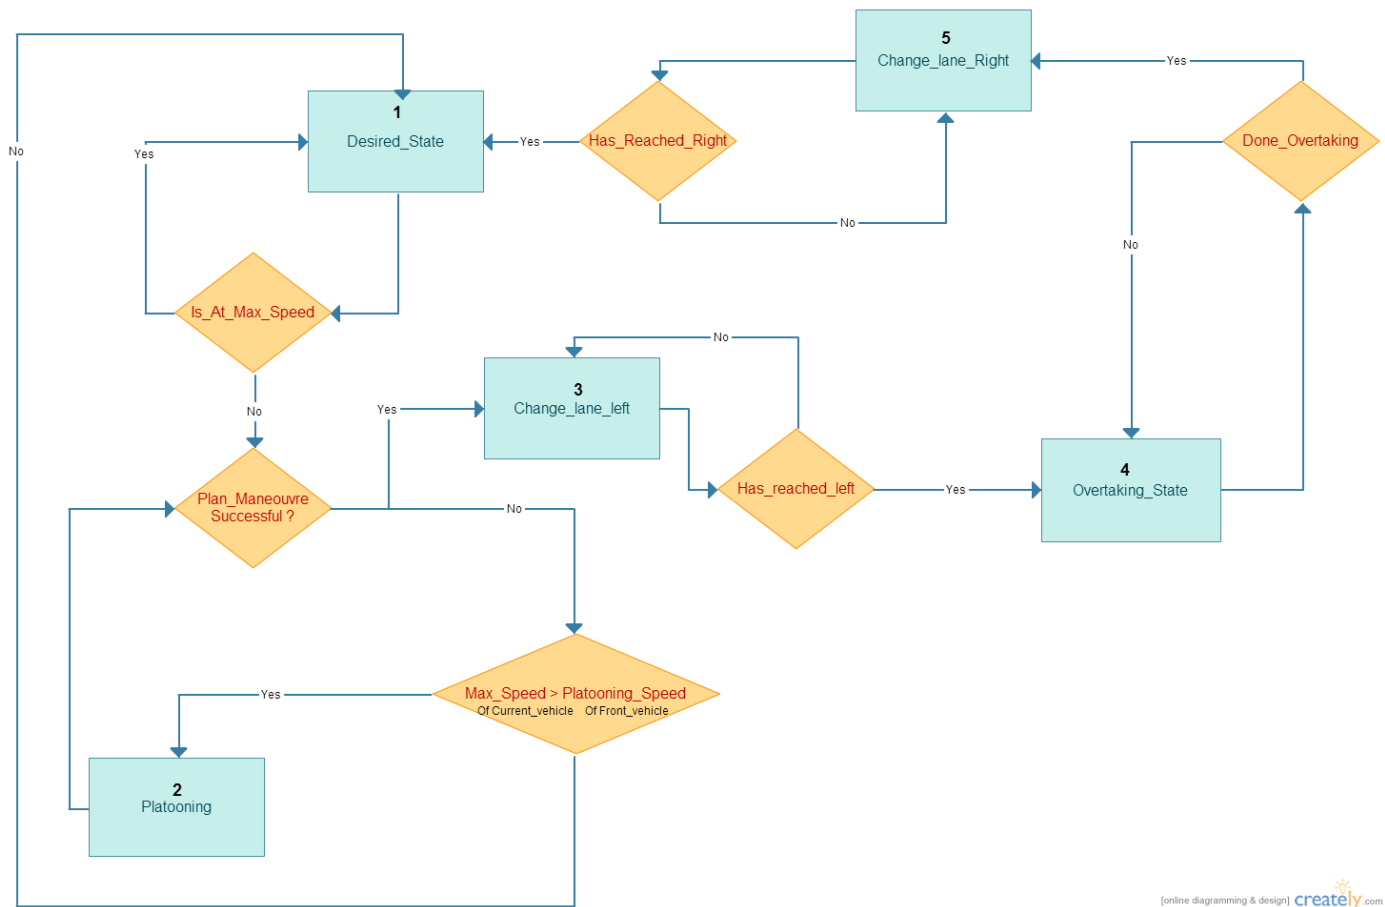 5
Change_lane_Right
Yes
1
Desired_State
Yes
Has_Reached_Right
Done_Overtaking
No
Yes
No
No
Is_At_Max_Speed
No
3
Change_lane_left
No
Yes
4
Overtaking_State
Has_reached_left
Yes
Plan_Maneouvre
Successful ?
No
Max_Speed > Platooning_Speed
Of Current_vehicle Of Front_vehicle
Yes
2
Platooning
[online diagramming & design] creately.com